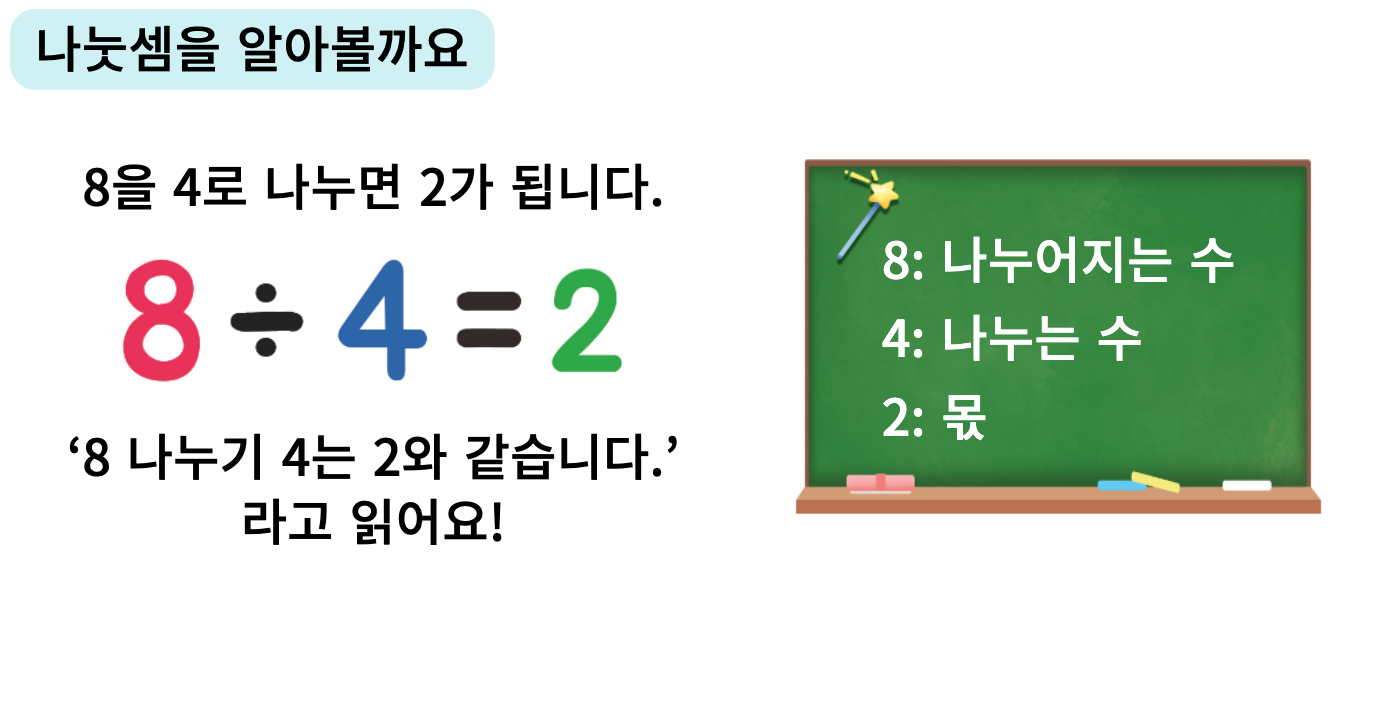 나눗셈을 알아볼까요
8을 4로 나누면 2가 됩니다.
8÷4=2
‘8 나누기 4는 2와 같습니다.’
라고 읽어요!
8: 나누어지는 수
4: 나누는 수
2: 몫